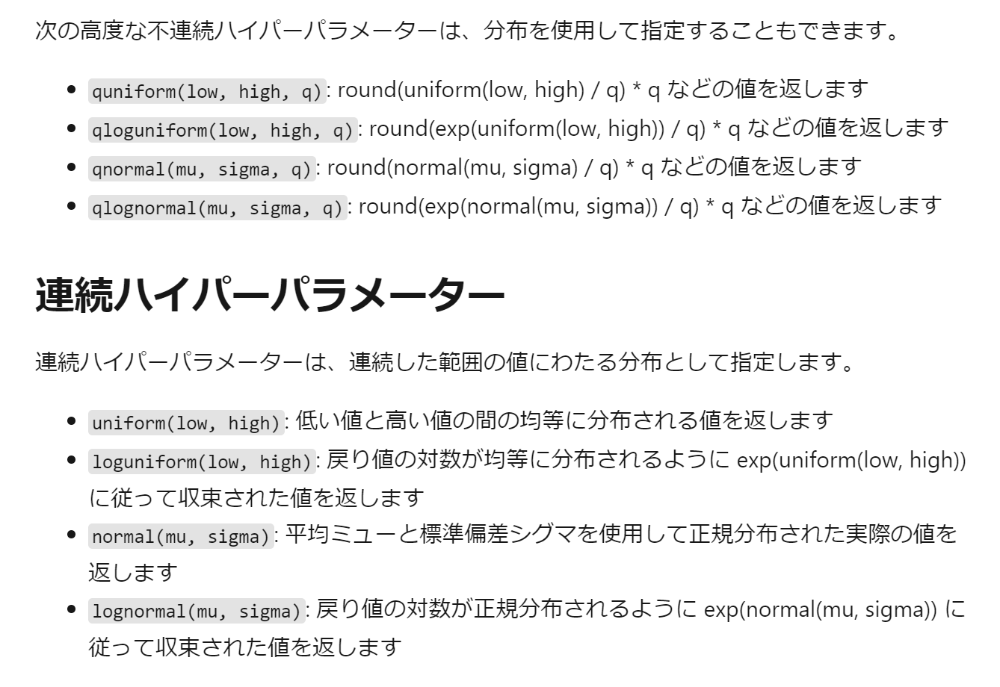 次の高度な不連続ハイパーパラメーターは、分布を使用して指定することもできます。
• quniform(low, high, q): round(uniform(low, high) / q) * q などの値を返します
• qloguniform(low, high, q): round(exp(uniform(low, high)) / q) * q などの値を返します
• qnormal(mu, sigma, q): round(normal(mu, sigma) / q) * q などの値を返します
• qlognormal(mu, sigma, q): round(exp(normal(mu, sigma)) / q) * q などの値を返します
連続ハイパーパラメーター
連続ハイパーパラメーターは、連続した範囲の値にわたる分布として指定します。
• uniform(low, high): 低い値と高い値の間の均等に分布される値を返します
• loguniform(low, high): 戻り値の対数が均等に分布されるように exp(uniform(low, high))
に従って収束された値を返します
• normal(mu, sigma): 平均ミューと標準偏差シグマを使用して正規分布された実際の値を
返します
• lognormal(mu, sigma): 戻り値の対数が正規分布されるように exp(normal(mu, sigma)) に
従って収束された値を返します